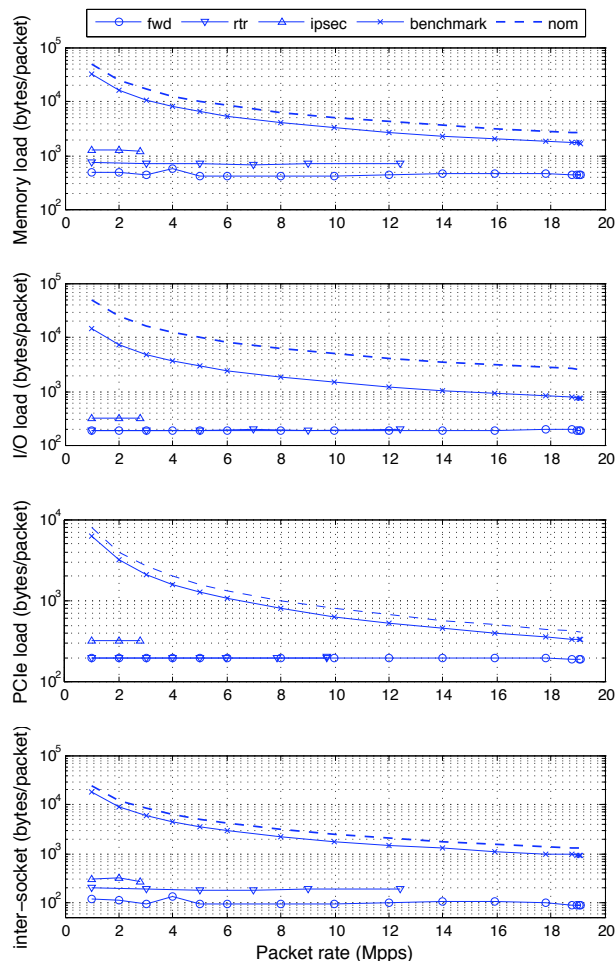 fwd rtr ipsec benchmark nom
Memory load (bytes/packet)
10^5
10^4
10^3
10^2
0 2 4 6 8 10 12 14 16 18 20
I/O load (bytes/packet)
10^5
10^4
10^3
10^2
0 2 4 6 8 10 12 14 16 18 20
PCIe load (bytes/packet)
10^4
10^3
10^2
0 2 4 6 8 10 12 14 16 18 20
inter-socket (bytes/packet)
10^5
10^4
10^3
10^2
0 2 4 6 8 10 12 14 16 18 20
Packet rate (Mpps)